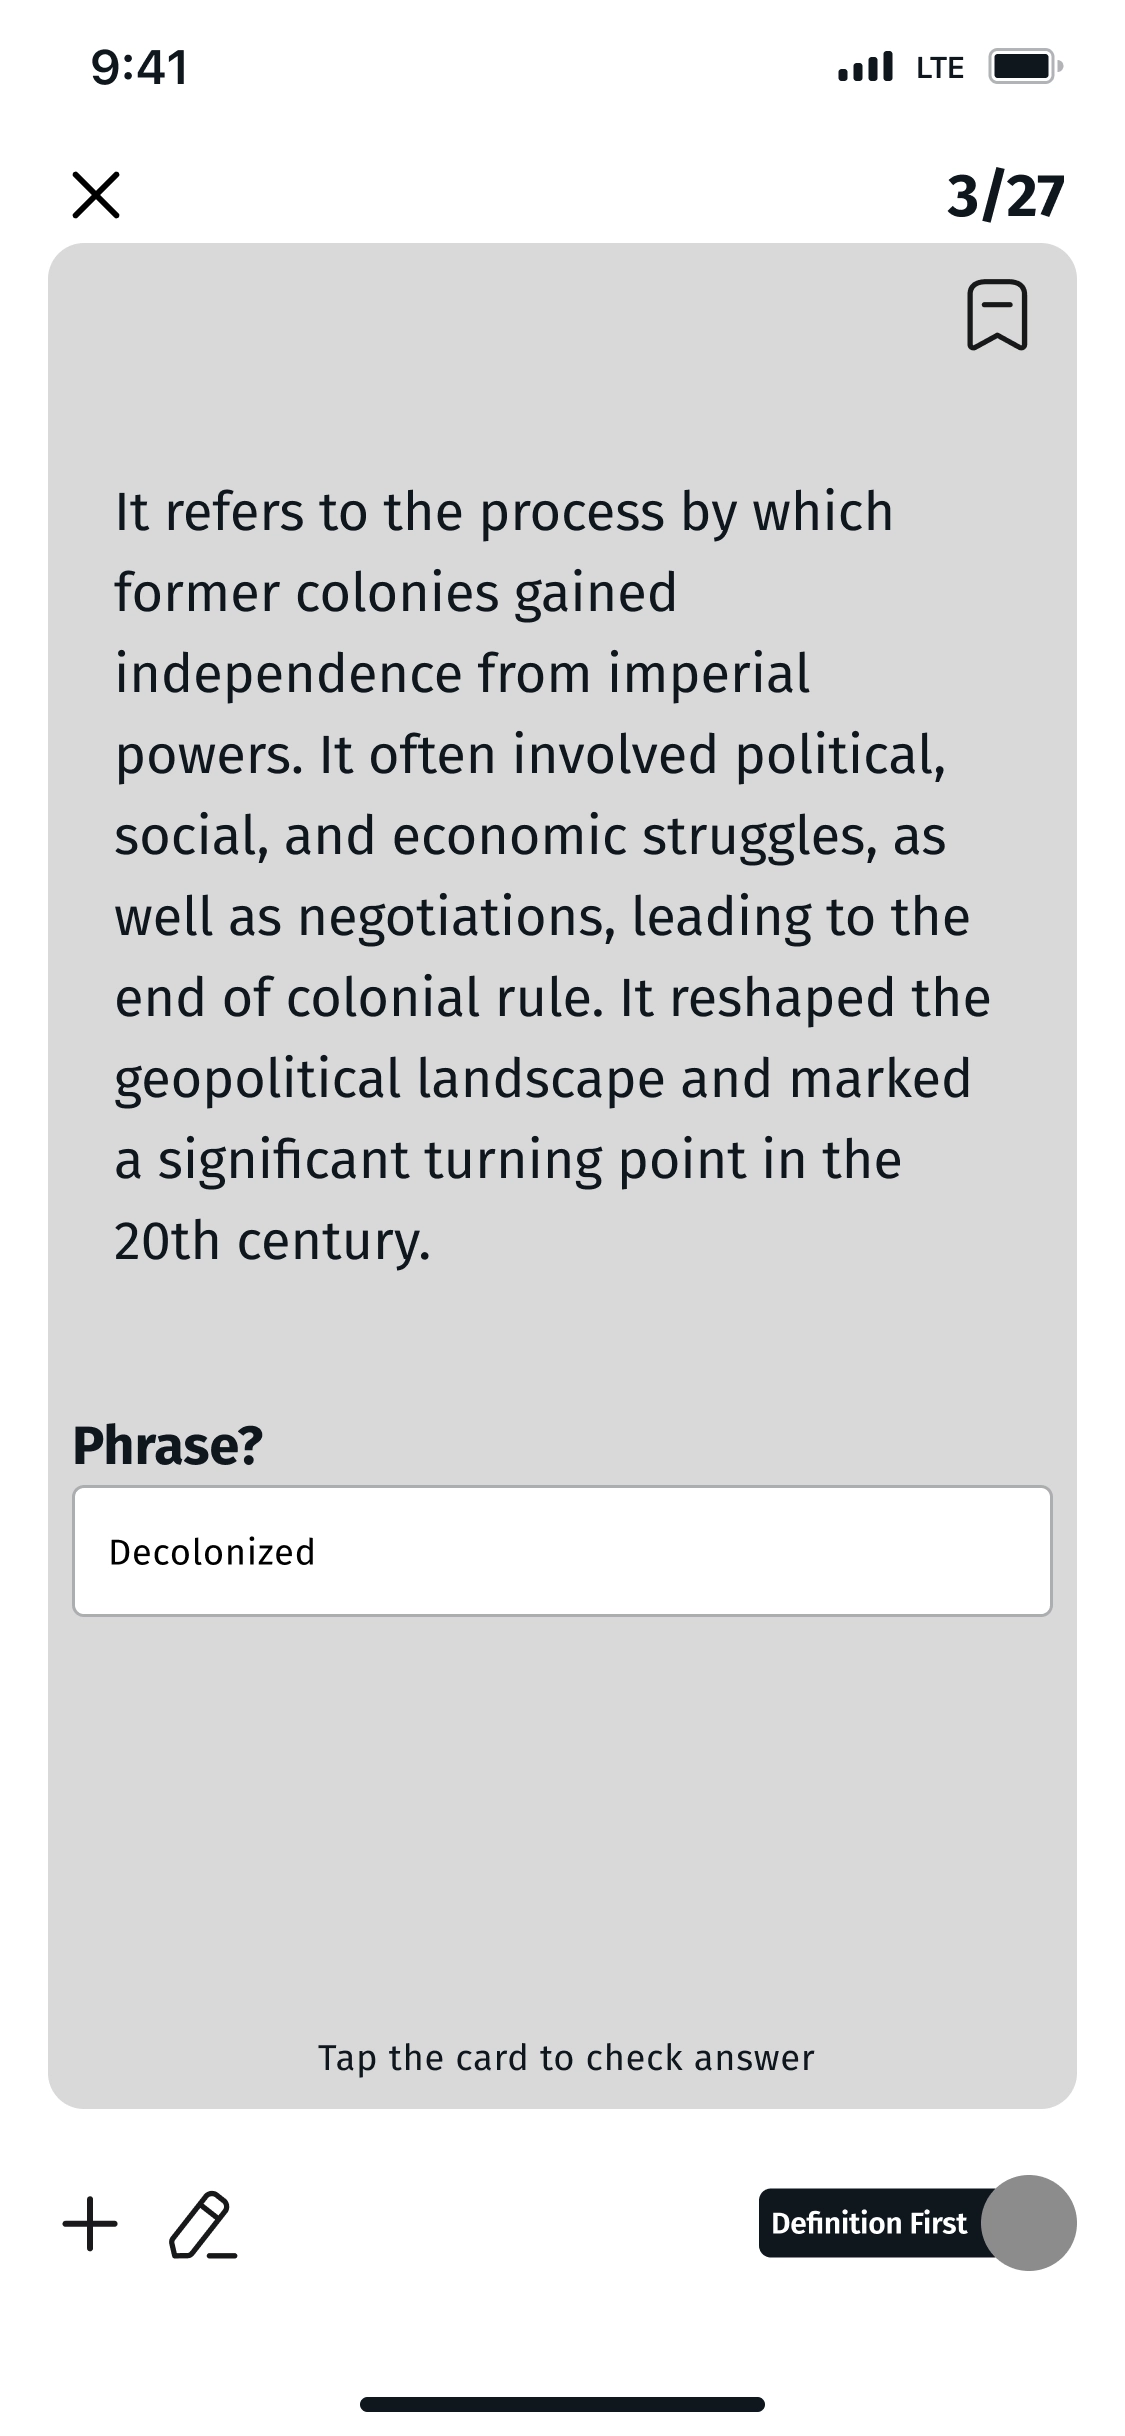 9:41
LTE
3/27
It refers to the process by which
former colonies gained
independence from imperial
powers. It often involved political,
social, and economic struggles, as
well as negotiations, leading to the
end of colonial rule. It reshaped the
geopolitical landscape and marked
a significant turning point in the
20th century.
Phrase?
Decolonized
Tap the card to check answer
Definition First